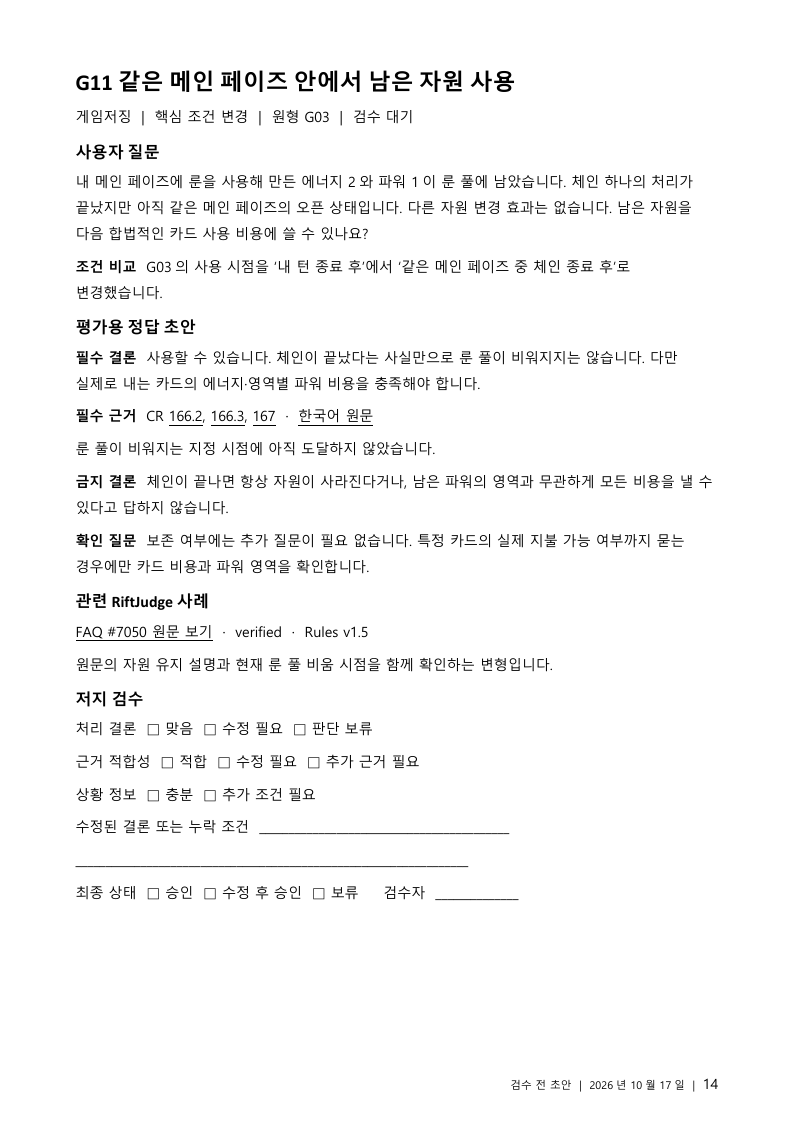 G11 같은 메인 페이즈 안에서 남은 자원 사용
게임저징 | 핵심 조건 변경 | 원형 G03 | 검수 대기
사용자 질문
내 메인 페이즈에 룬을 사용해 만든 에너지 2 와 파워 1 이 룬 풀에 남았습니다. 체인 하나의 처리가
끝났지만 아직 같은 메인 페이즈의 오픈 상태입니다. 다른 자원 변경 효과는 없습니다. 남은 자원을
다음 합법적인 카드 사용 비용에 쓸 수 있나요?
조건 비교 G03 의 사용 시점을 ‘내 턴 종료 후’에서 ‘같은 메인 페이즈 중 체인 종료 후’로
변경했습니다.
평가용 정답 초안
필수 결론 사용할 수 있습니다. 체인이 끝났다는 사실만으로 룬 풀이 비워지지는 않습니다. 다만
실제로 내는 카드의 에너지·영역별 파워 비용을 충족해야 합니다.
필수 근거 CR 166.2, 166.3, 167 · 한국어 원문
룬 풀이 비워지는 지정 시점에 아직 도달하지 않았습니다.
금지 결론 체인이 끝나면 항상 자원이 사라진다거나, 남은 파워의 영역과 무관하게 모든 비용을 낼 수
있다고 답하지 않습니다.
확인 질문 보존 여부에는 추가 질문이 필요 없습니다. 특정 카드의 실제 지불 가능 여부까지 묻는
경우에만 카드 비용과 파워 영역을 확인합니다.
관련 RiftJudge 사례
FAQ #7050 원문 보기 · verified · Rules v1.5
원문의 자원 유지 설명과 현재 룬 풀 비움 시점을 함께 확인하는 변형입니다.
저지 검수
처리 결론 □ 맞음 □ 수정 필요 □ 판단 보류
근거 적합성 □ 적합 □ 수정 필요 □ 추가 근거 필요
상황 정보 □ 충분 □ 추가 조건 필요
수정된 결론 또는 누락 조건 ________________________________________
_______________________________________________________________
최종 상태 □ 승인 □ 수정 후 승인 □ 보류 검수자 _____________
검수 전 초안 | 2026 년 10 월 17 일 | 14